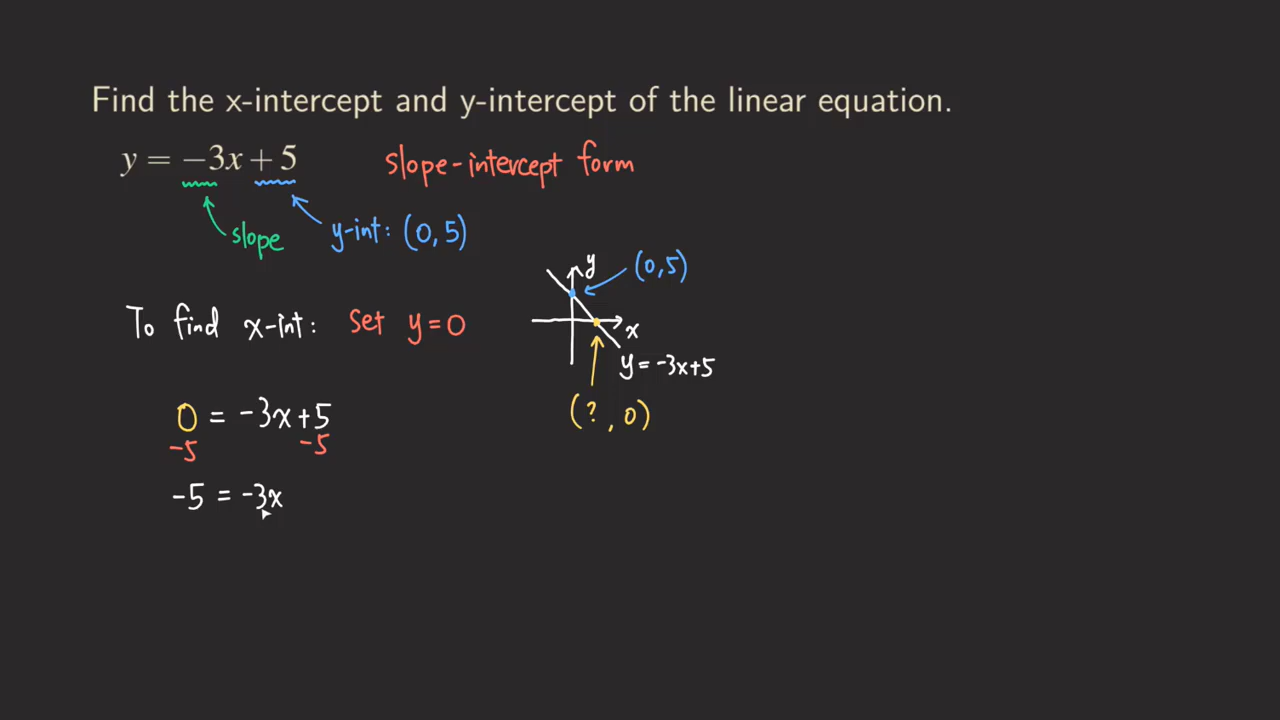 Find the x-intercept and y-intercept of the linear equation.
y = −3x + 5 slope-intercept form
slope
y-int: (0, 5)
y
(0, 5)
To find x-int: Set y=0
x
y = -3x+5
0 = -3x+5
(?, 0)
-5 -5
-5 = -3x